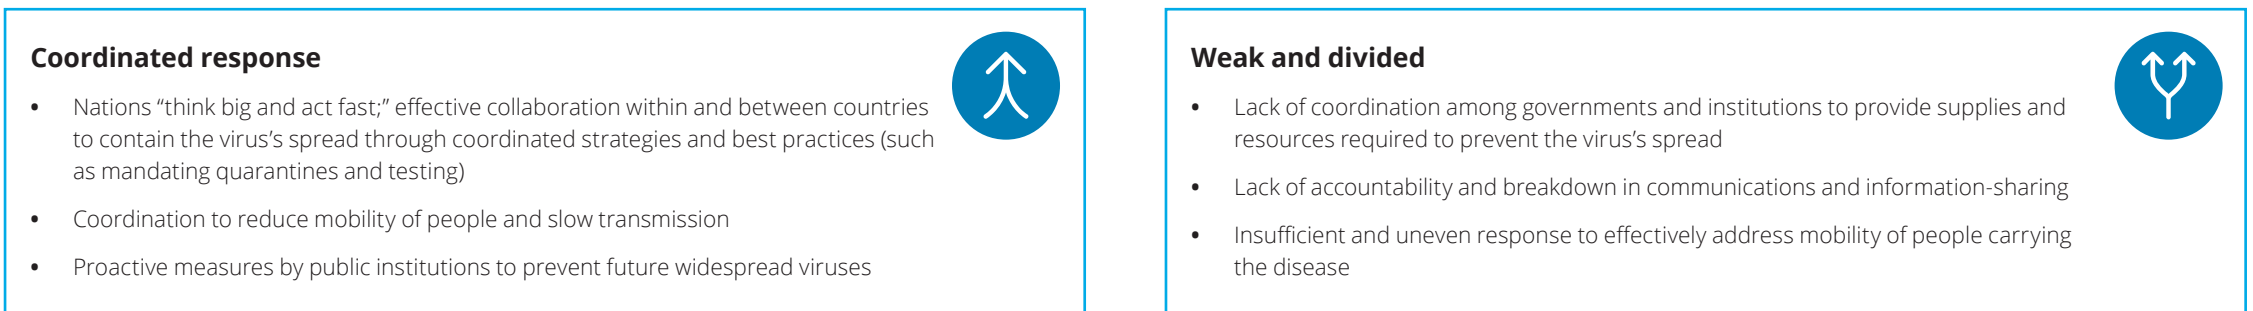 Coordinated response
• Nations “think big and act fast;” effective collaboration within and between countries
to contain the virus’s spread through coordinated strategies and best practices (such
as mandating quarantines and testing)
• Coordination to reduce mobility of people and slow transmission
• Proactive measures by public institutions to prevent future widespread viruses
Weak and divided
• Lack of coordination among governments and institutions to provide supplies and
resources required to prevent the virus’s spread
• Lack of accountability and breakdown in communications and information-sharing
• Insufficient and uneven response to effectively address mobility of people carrying
the disease